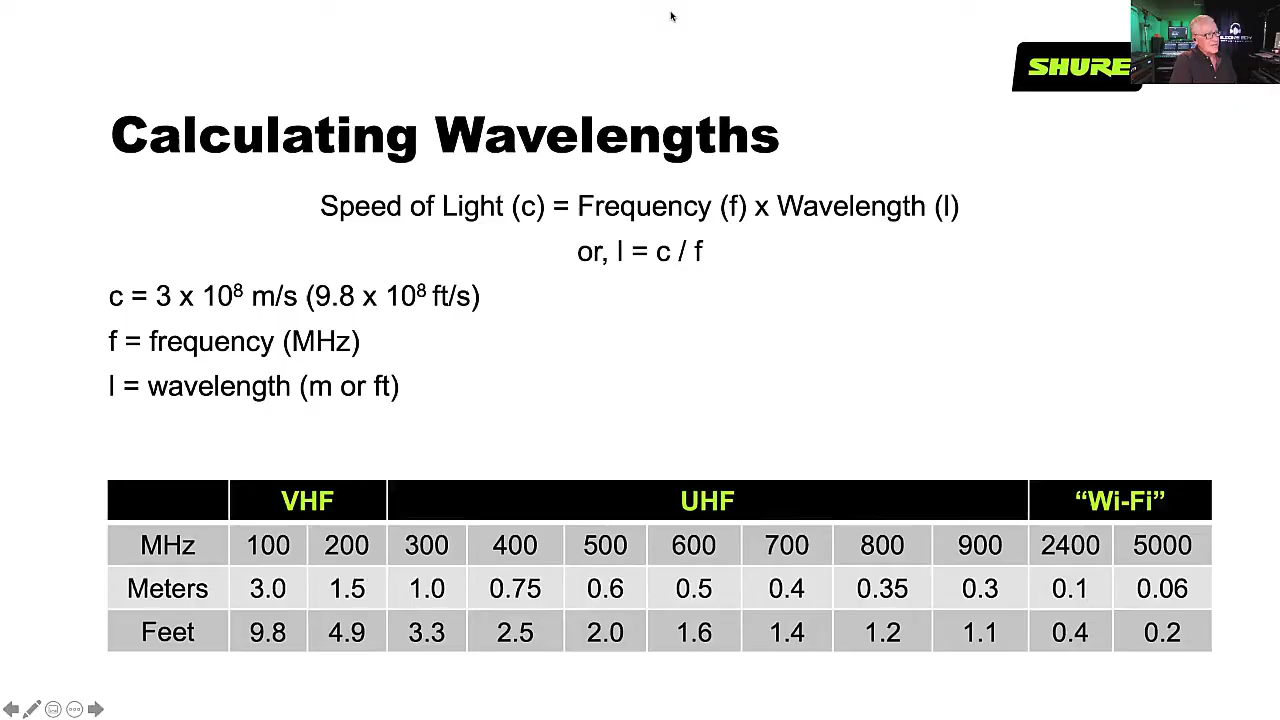 SHURE
Calculating Wavelengths
Speed of Light (c) = Frequency (f) x Wavelength (l)
or, l = c / f
c = 3 x 10⁸ m/s (9.8 x 10⁸ ft/s)
f = frequency (MHz)
l = wavelength (m or ft)
VHF UHF “Wi-Fi”
MHz 100 200 300 400 500 600 700 800 900 2400 5000
Meters 3.0 1.5 1.0 0.75 0.6 0.5 0.4 0.35 0.3 0.1 0.06
Feet 9.8 4.9 3.3 2.5 2.0 1.6 1.4 1.2 1.1 0.4 0.2